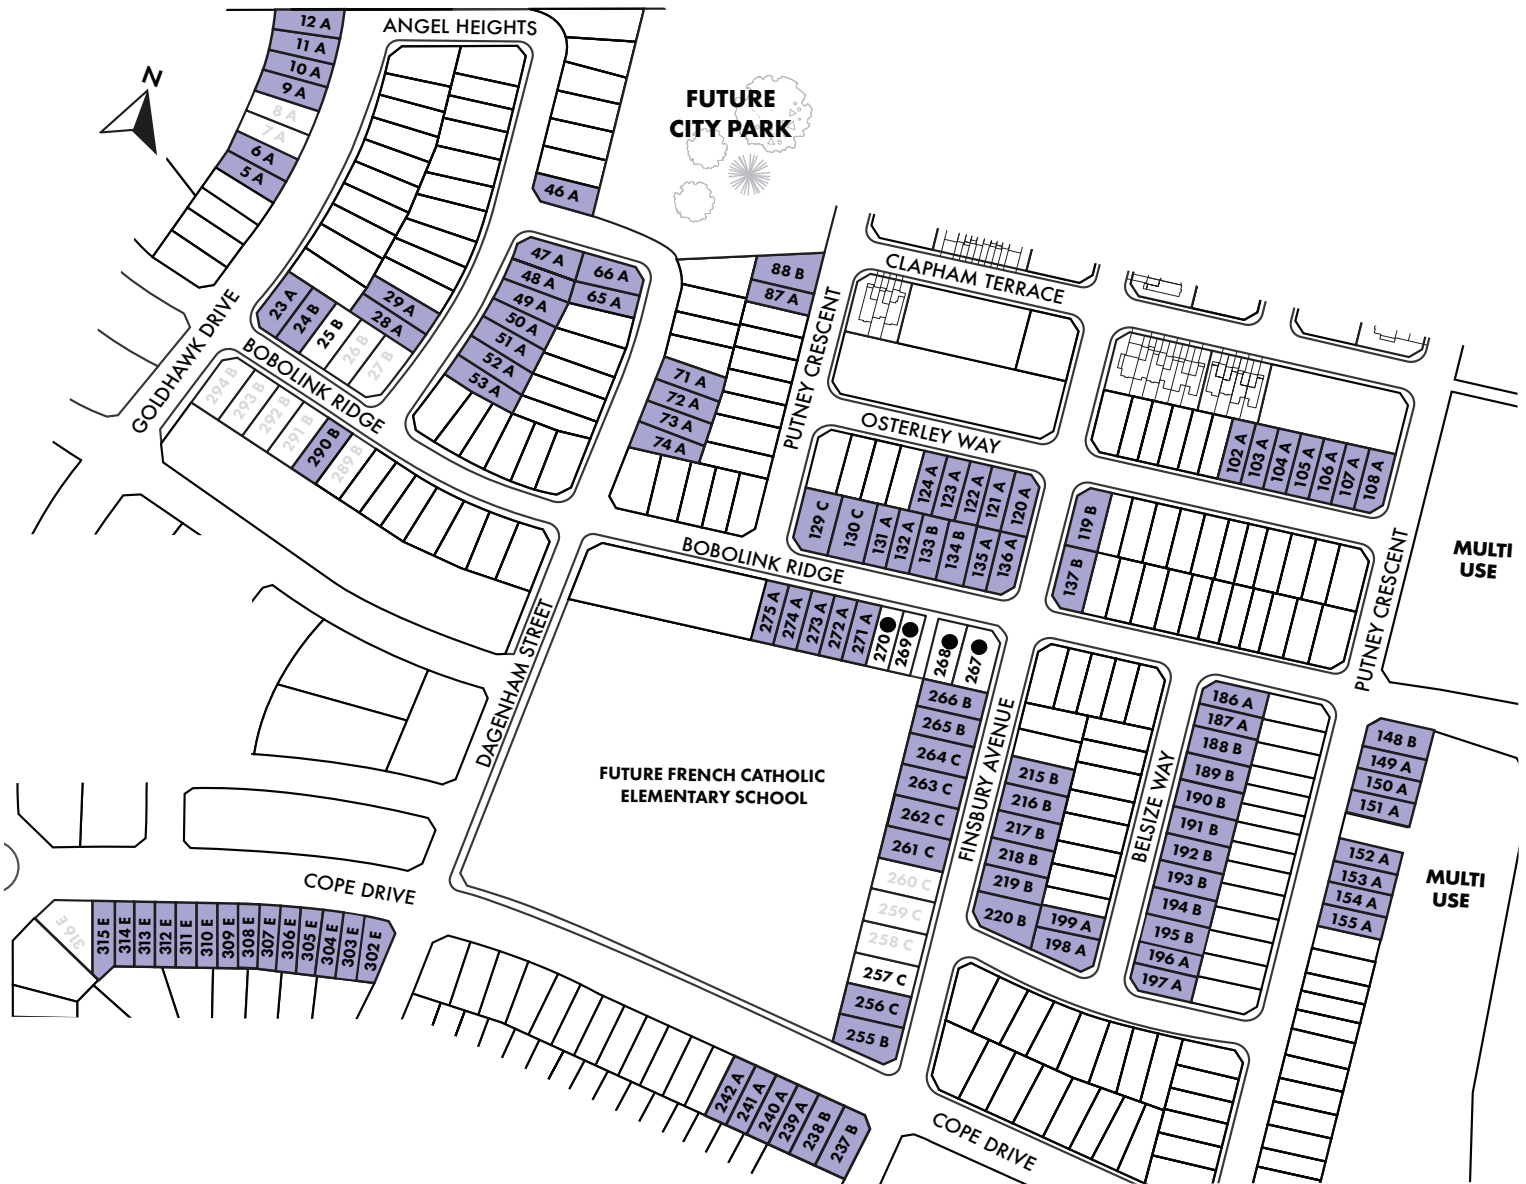 12 A
11 A
10 A
9 A
8 A
7 A
6 A
5 A
N
ANGEL HEIGHTS
46 A
FUTURE
CITY PARK
47 A
48 A
49 A
50 A
51 A
52 A
53 A
66 A
65 A
88 B
87 A
71 A
72 A
73 A
74 A
23 A
24 B
25 B
26 B
27 B
29 A
28 A
GOLDHAWK DRIVE
BOBOLINK RIDGE
294 B
293 B
292 B
291 B
290 B
289 B
PUTNEY CRESCENT
CLAPHAM TERRACE
OSTERLEY WAY
102 A
103 A
104 A
105 A
106 A
107 A
108 A
124 A
123 A
122 A
121 A
120 A
129 C
130 C
131 A
132 A
133 B
134 B
135 A
136 A
119 B
137 B
PUTNEY CRESCENT
MULTI
USE
BOBOLINK RIDGE
275 A
274 A
273 A
272 A
271 A
270
269
268
267
DAGENHAM STREET
FUTURE FRENCH CATHOLIC
ELEMENTARY SCHOOL
266 B
265 B
264 C
263 C
262 C
261 C
260 C
259 C
258 C
257 C
256 C
255 B
FINSBURY AVENUE
215 B
216 B
217 B
218 B
219 B
220 B
199 A
198 A
BELSIZE WAY
186 A
187 A
188 B
189 B
190 B
191 B
192 B
193 B
194 B
195 B
196 A
197 A
148 B
149 A
150 A
151 A
152 A
153 A
154 A
155 A
MULTI
USE
COPE DRIVE
316 E
315 E
314 E
313 E
312 E
311 E
310 E
309 E
308 E
307 E
306 E
305 E
304 E
303 E
302 E
242 A
241 A
240 A
239 A
238 B
237 B
COPE DRIVE